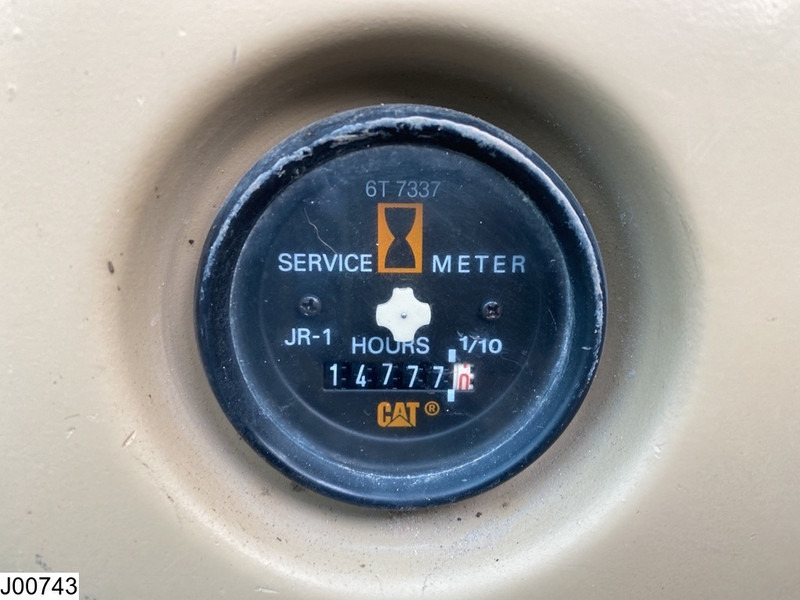 6T 7337
SERVICE METER
JR-1 HOURS 1/10
14777
CAT®
J00743